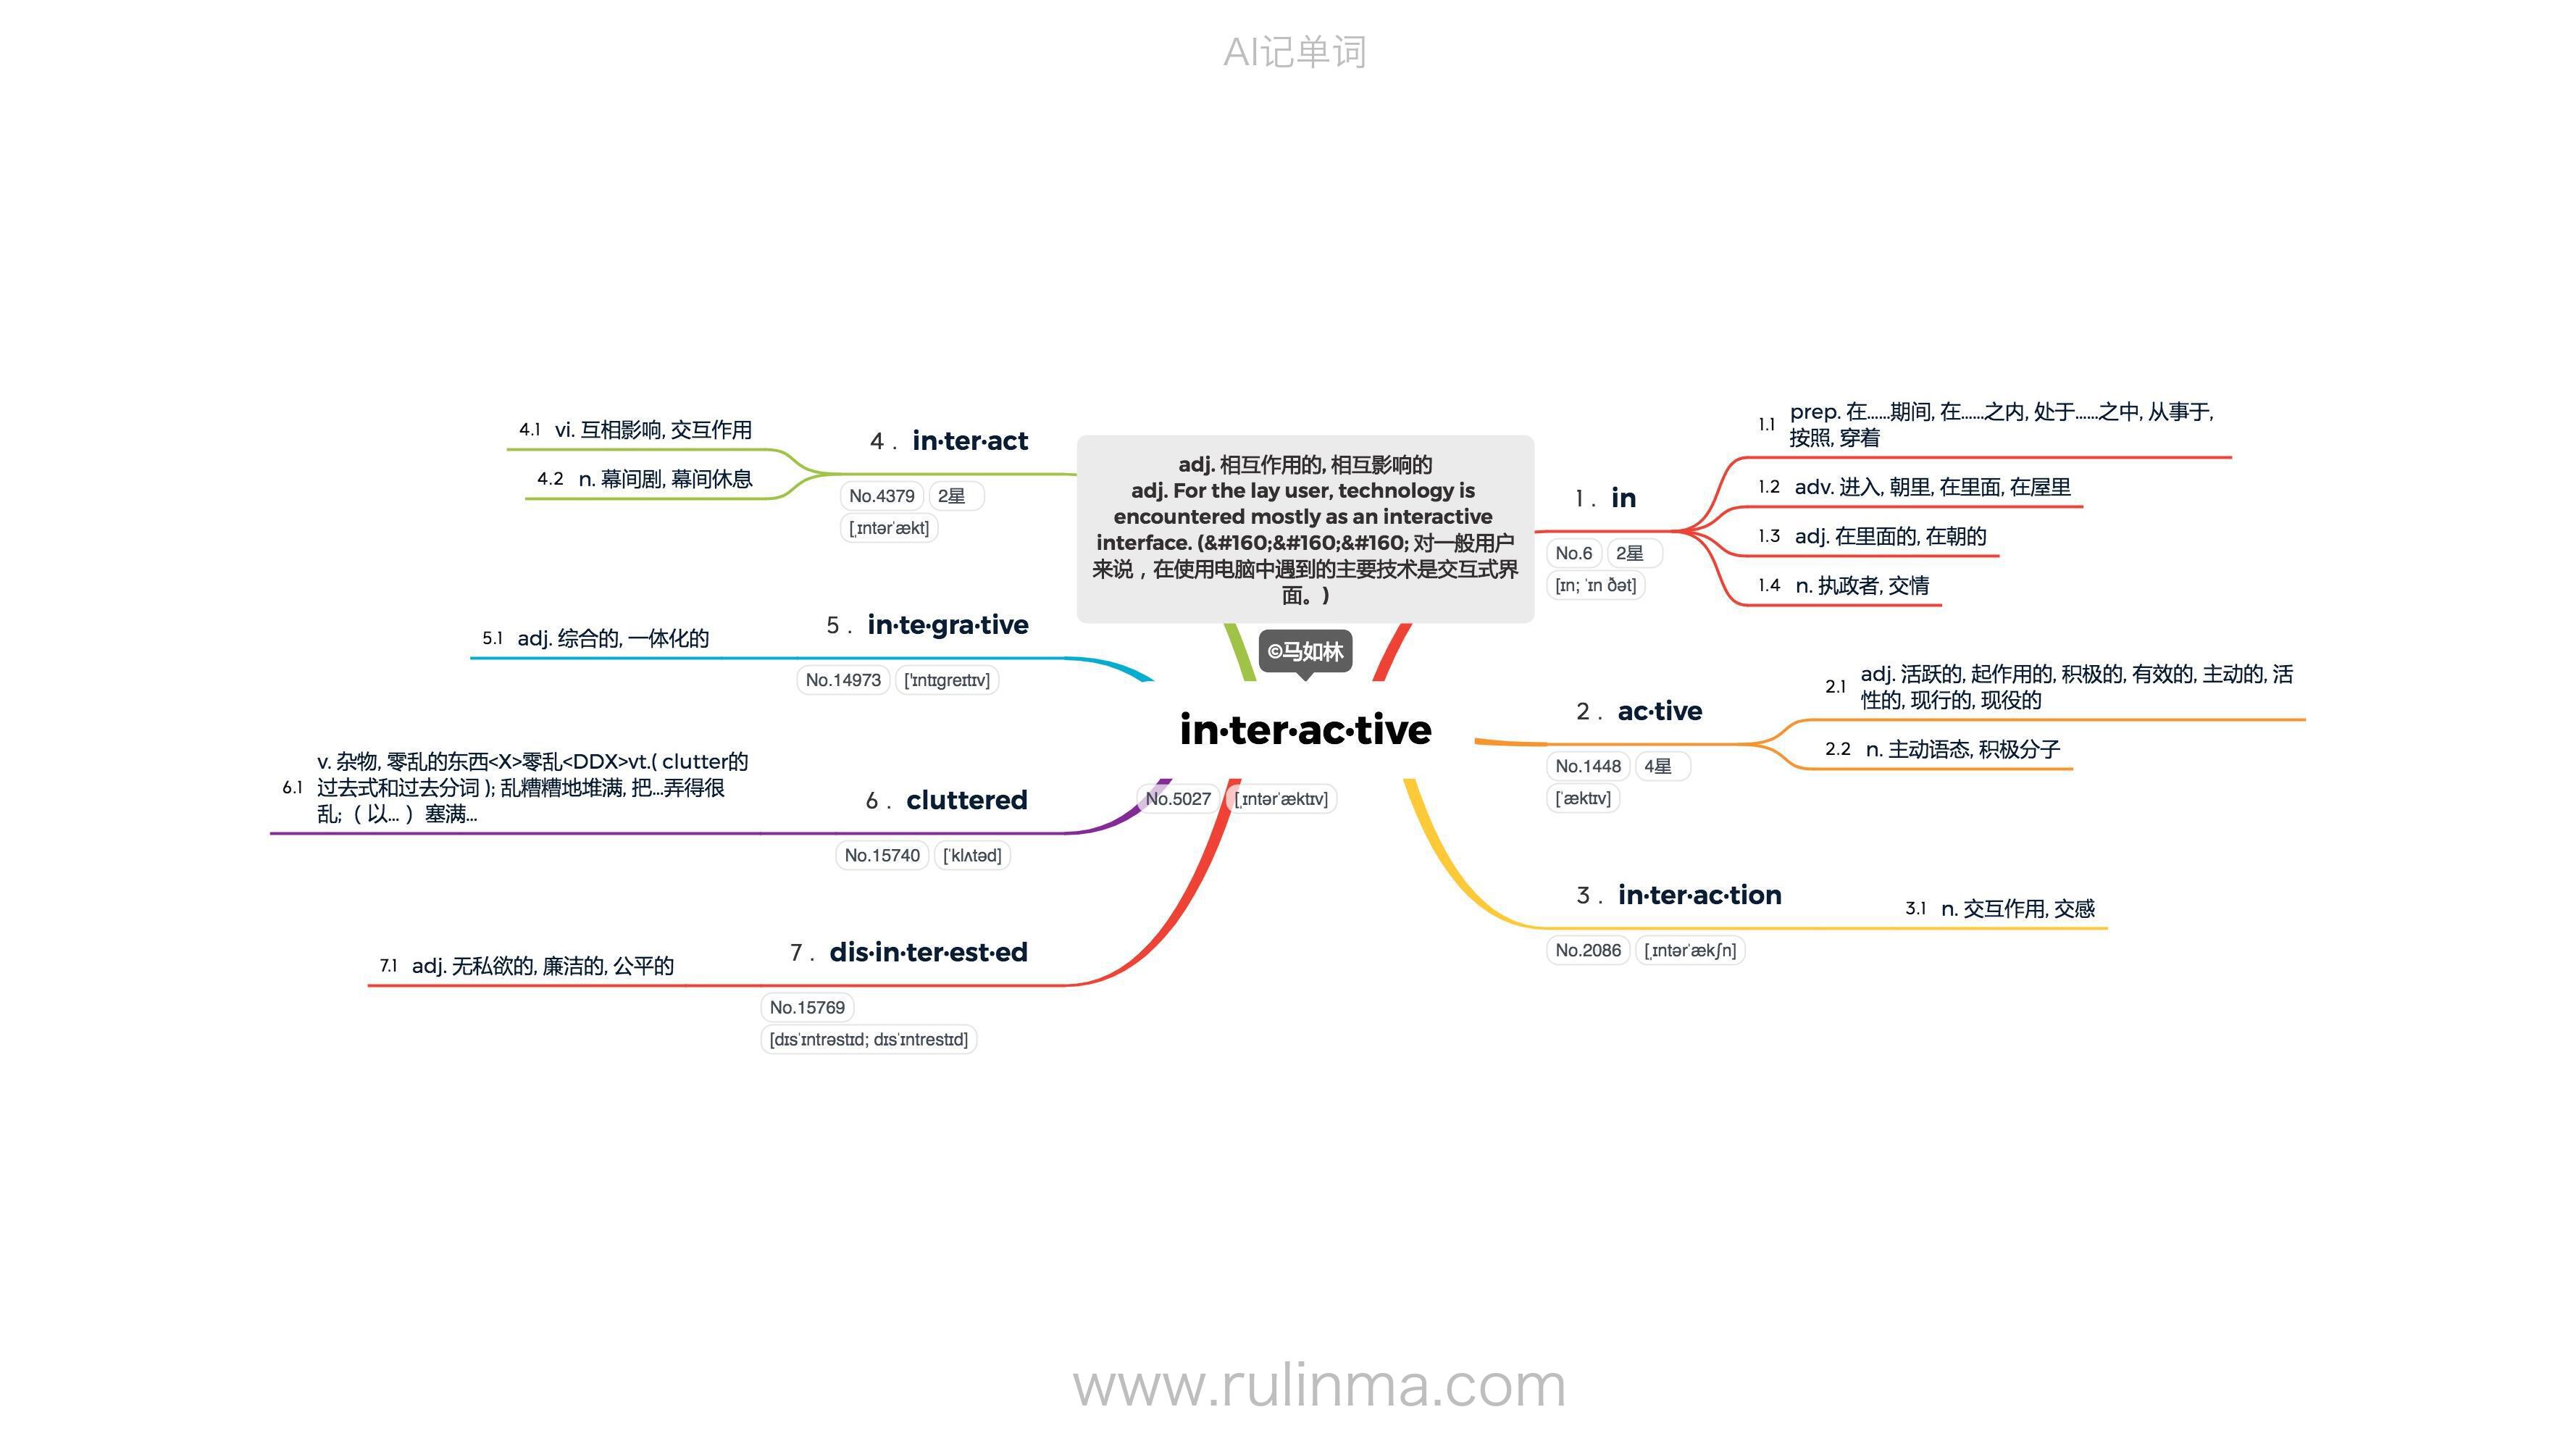 AI记单词
adj. 相互作用的, 相互影响的
adj. For the lay user, technology is
encountered mostly as an interactive
interface. (&#160;&#160;&#160; 对一般用户
来说，在使用电脑中遇到的主要技术是交互式界
面。)
©马如林
in·ter·ac·tive
No.5027 [ˌɪntərˈæktɪv]
1. in
No.6 2星
[ɪn; ˈɪn ðət]
1.1 prep. 在……期间, 在……之内, 处于……之中, 从事于,
按照, 穿着
1.2 adv. 进入, 朝里, 在里面, 在屋里
1.3 adj. 在里面的, 在朝的
1.4 n. 执政者, 交情
2. ac·tive
No.1448 4星
[ˈæktɪv]
2.1 adj. 活跃的, 起作用的, 积极的, 有效的, 主动的, 活
性的, 现行的, 现役的
2.2 n. 主动语态, 积极分子
3. in·ter·ac·tion
No.2086 [ˌɪntərˈækʃn]
3.1 n. 交互作用, 交感
4. in·ter·act
No.4379 2星
[ˌɪntərˈækt]
4.1 vi. 互相影响, 交互作用
4.2 n. 幕间剧, 幕间休息
5. in·te·gra·tive
No.14973 ['ɪntɪgreɪtɪv]
5.1 adj. 综合的, 一体化的
6. cluttered
No.15740 [ˈklʌtəd]
6.1 v. 杂物, 零乱的东西<X>零乱<DDX>vt.( clutter的
过去式和过去分词 ); 乱糟糟地堆满, 把…弄得很
乱; （ 以… ） 塞满…
7. dis·in·ter·est·ed
No.15769
[dɪsˈɪntrəstɪd; dɪsˈɪntrestɪd]
7.1 adj. 无私欲的, 廉洁的, 公平的
www.rulinma.com